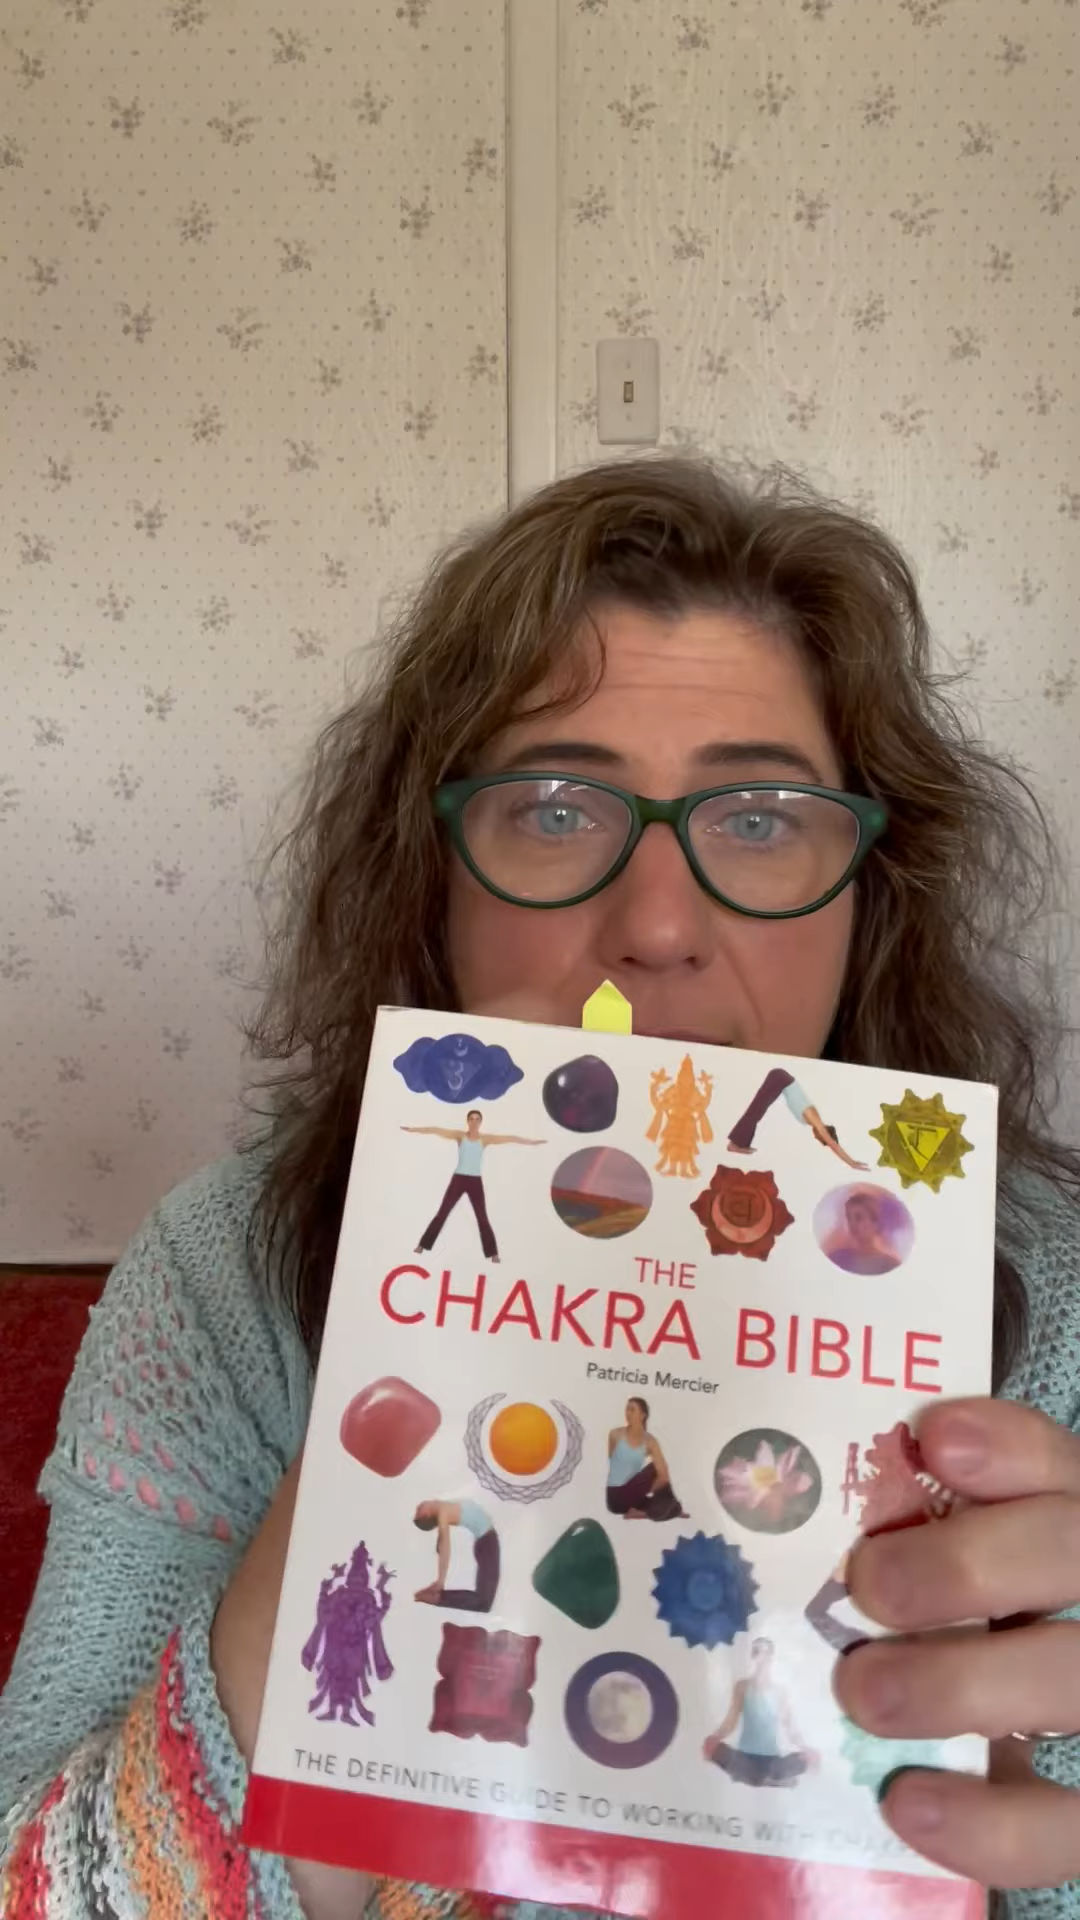 THE
CHAKRA BIBLE
Patricia Mercier
THE DEFINITIVE GUIDE TO WORKING WITH